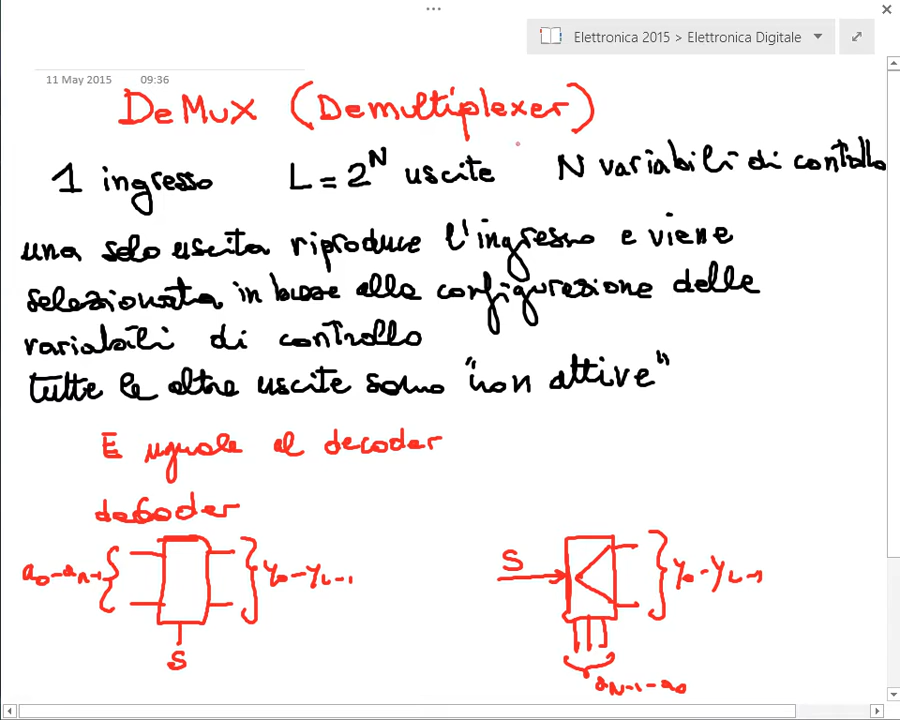 Elettronica 2015 > Elettronica Digitale
11 May 2015 09:36
DeMuX (Demultiplexer)
1 ingresso L = 2^N uscite N variabili di controllo
una solo uscita riproduce l'ingresso e viene
selezionata in base alla configurazione delle
variabili di controllo
tutte le altre uscite sono "non attive"
E uguale al decoder
decoder
a0-aN-1 y0-yL-1 S y0-yL-1
S
aN-1-a0